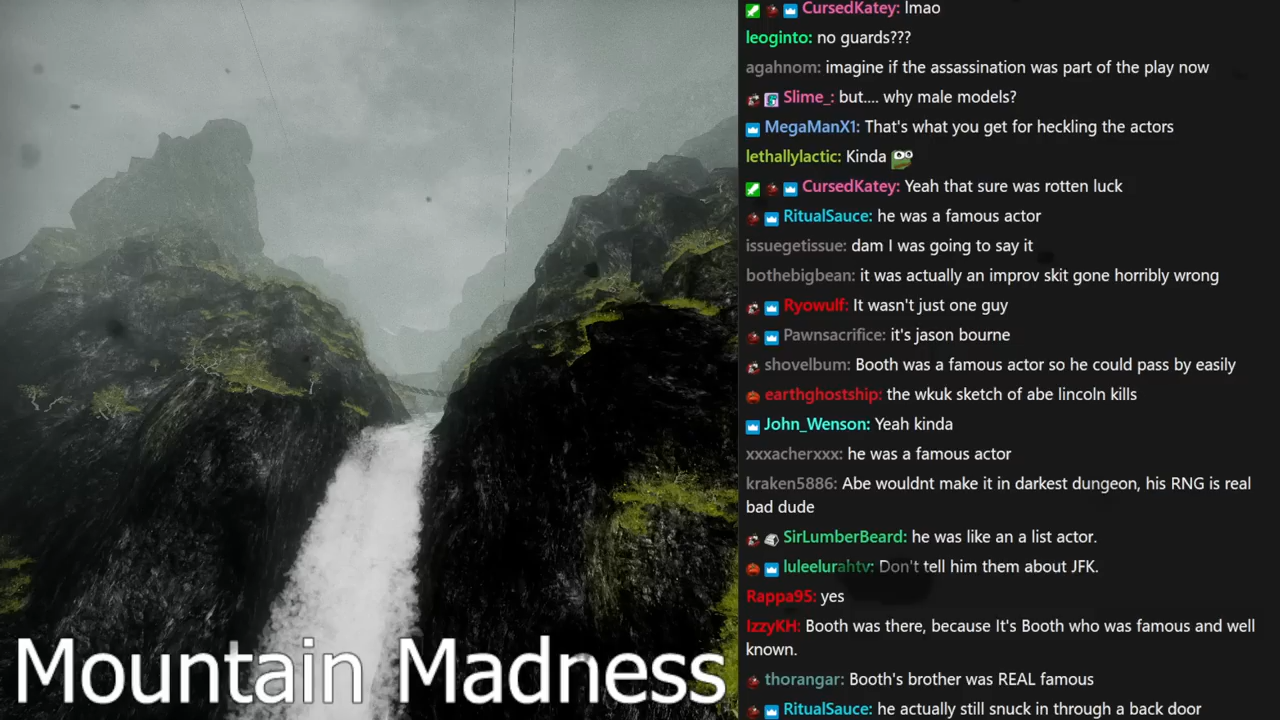 CursedKatey: lmao
leoginto: no guards???
agahnom: imagine if the assassination was part of the play now
Slime_: but.... why male models?
MegaManX1: That's what you get for heckling the actors
lethallylactic: Kinda
CursedKatey: Yeah that sure was rotten luck
RitualSauce: he was a famous actor
issuegetissue: dam I was going to say it
bothebigbean: it was actually an improv skit gone horribly wrong
Ryowulf: It wasn't just one guy
Pawnsacrifice: it's jason bourne
shovelbum: Booth was a famous actor so he could pass by easily
earthghostship: the wkuk sketch of abe lincoln kills
John_Wenson: Yeah kinda
xxxacherxxx: he was a famous actor
kraken5886: Abe wouldnt make it in darkest dungeon, his RNG is real
bad dude
SirLumberBeard: he was like an a list actor.
luleelurahtv: Don't tell him them about JFK.
Rappa95: yes
IzzyKH: Booth was there, because It's Booth who was famous and well
known.
thorangar: Booth's brother was REAL famous
RitualSauce: he actually still snuck in through a back door
Mountain Madness